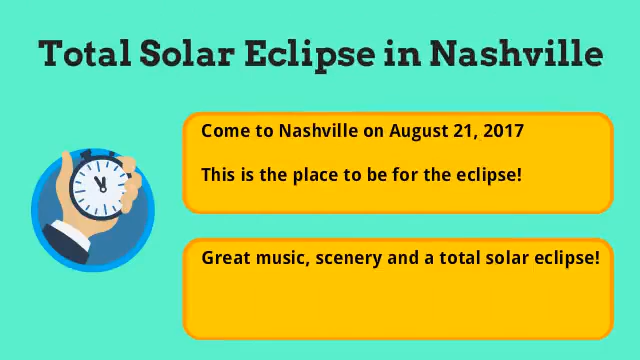 Total Solar Eclipse in Nashville
Come to Nashville on August 21, 2017
This is the place to be for the eclipse!
Great music, scenery and a total solar eclipse!